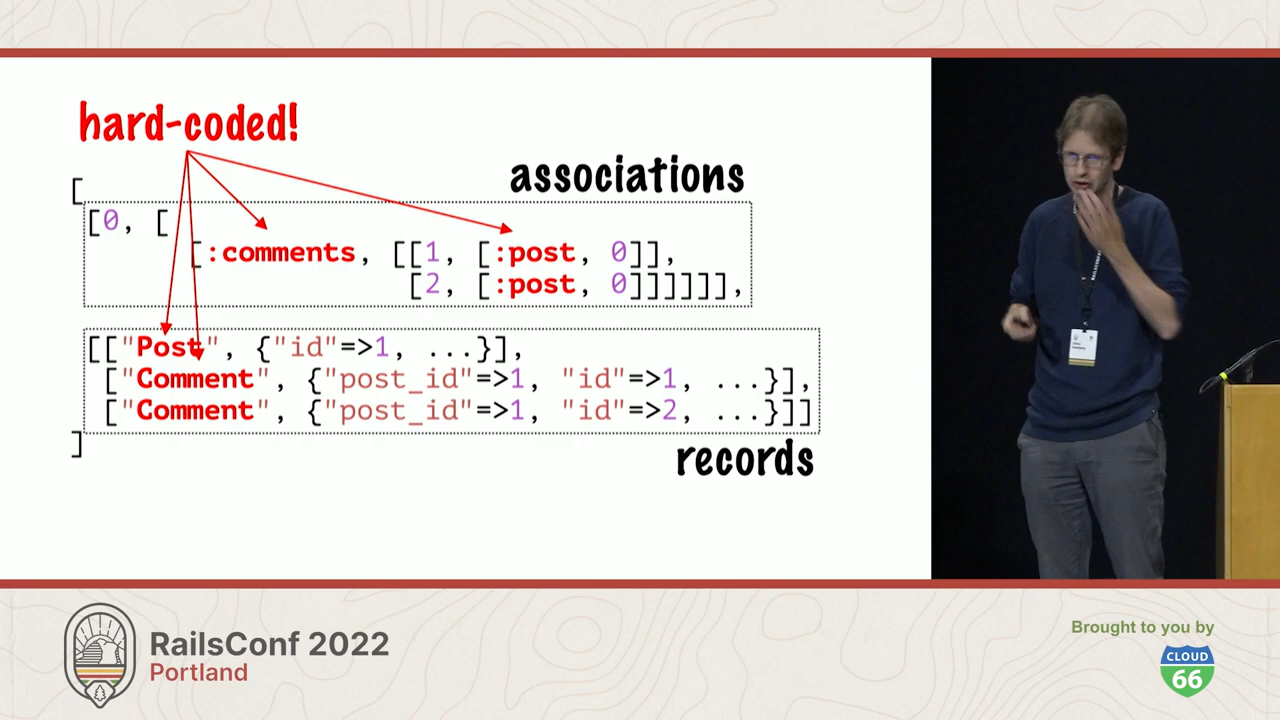 hard-coded!
associations
[
[0, [
[:comments, [[1, [:post, 0]],
[2, [:post, 0]]]]]],
[["Post", {"id"=>1, ...}],
["Comment", {"post_id"=>1, "id"=>1, ...}],
["Comment", {"post_id"=>1, "id"=>2, ...}]]
]
records
RailsConf 2022
Portland
Brought to you by
CLOUD
66